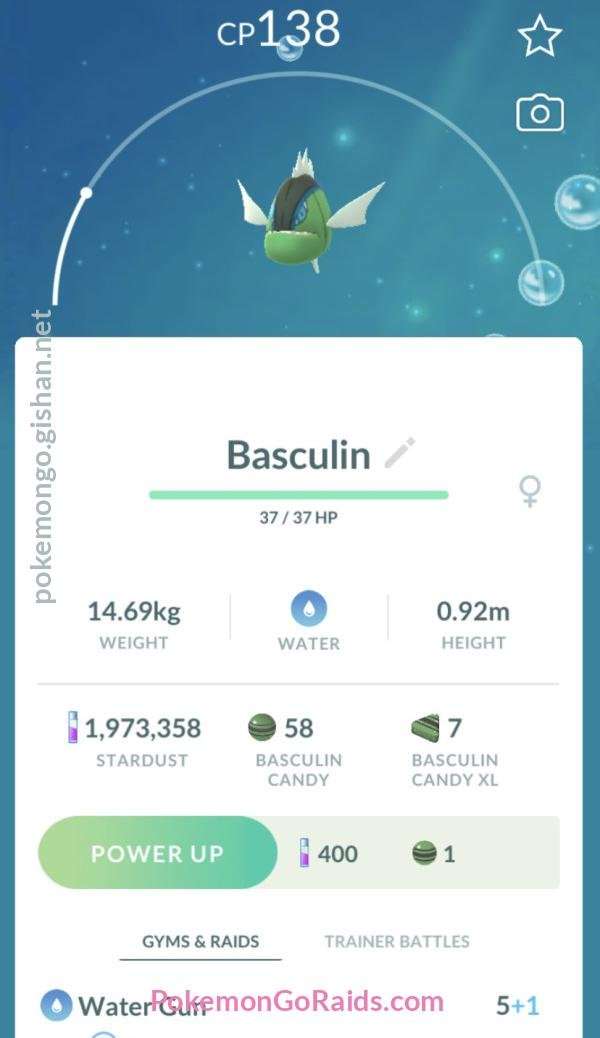 CP138
Basculin
37 / 37 HP
14.69kg
WEIGHT
WATER
0.92m
HEIGHT
1,973,358
STARDUST
58
BASCULIN
CANDY
7
BASCULIN
CANDY XL
POWER UP
400
1
GYMS & RAIDS
TRAINER BATTLES
Water Gun
5+1
PokemonGoRaids.com
pokemongo.gishan.net